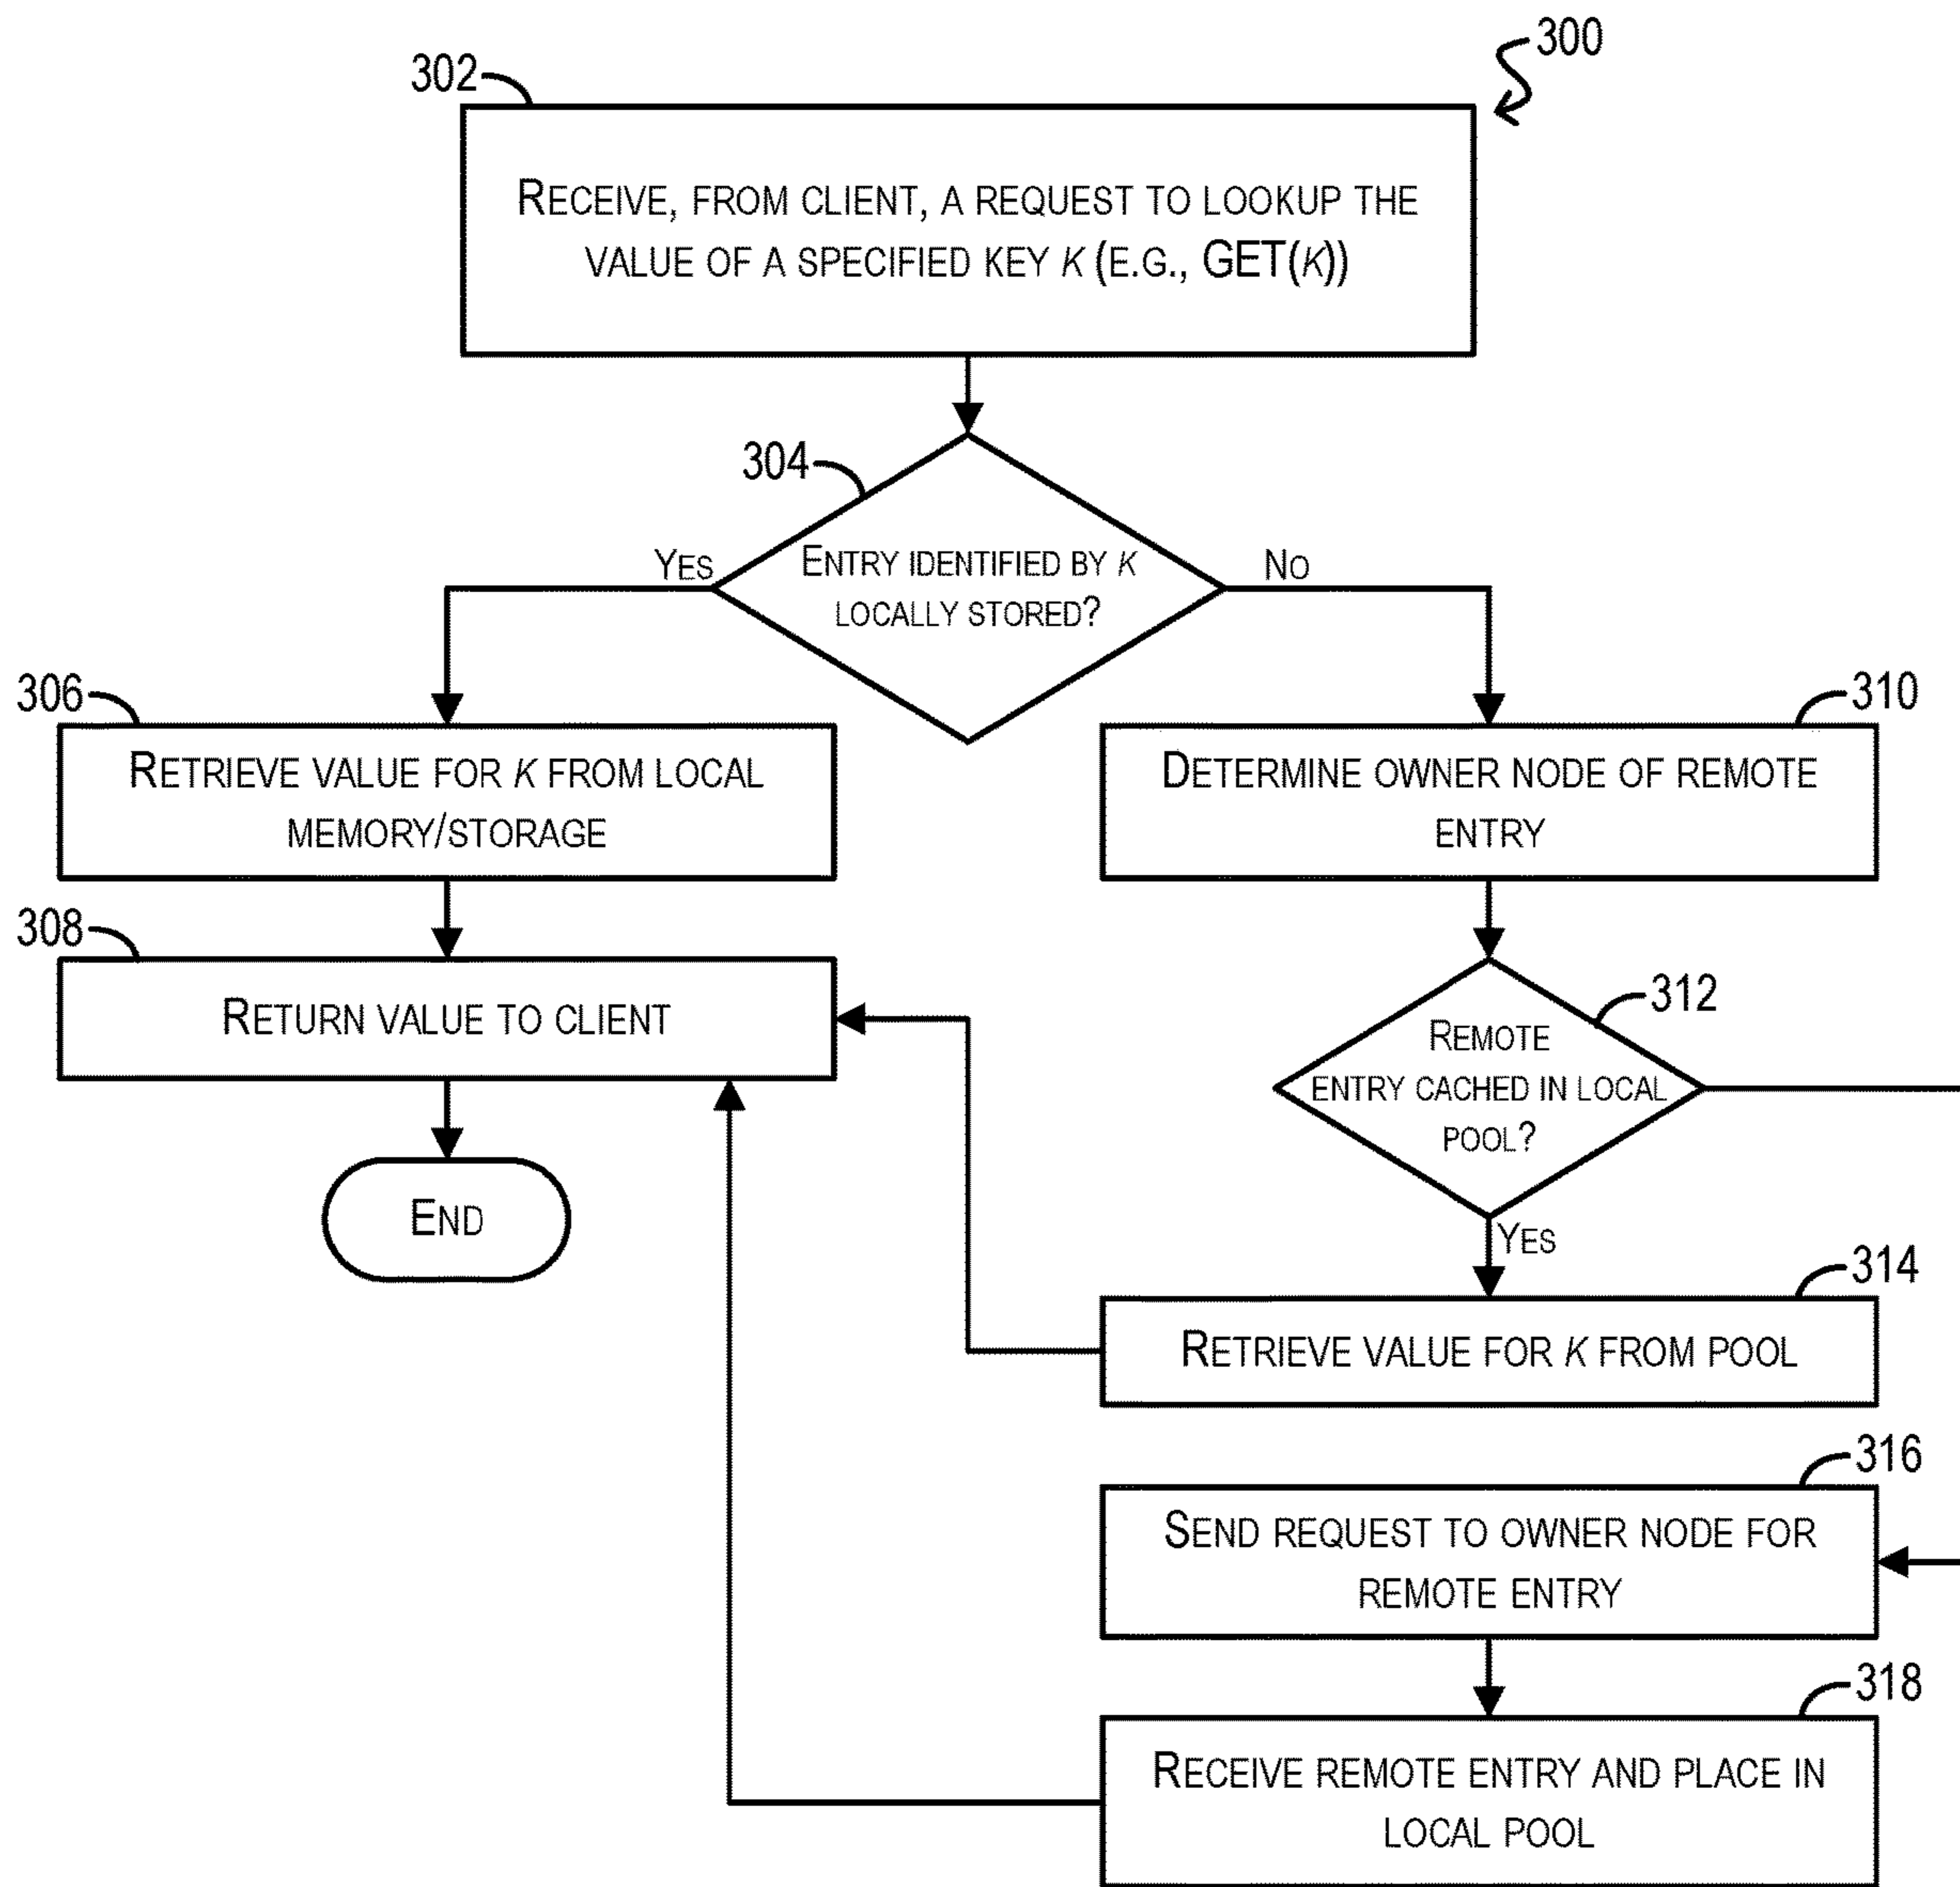 300
302
RECEIVE, FROM CLIENT, A REQUEST TO LOOKUP THE
VALUE OF A SPECIFIED KEY K (E.G., GET(K))
304
ENTRY IDENTIFIED BY K
LOCALLY STORED?
YES
NO
306
RETRIEVE VALUE FOR K FROM LOCAL
MEMORY/STORAGE
310
DETERMINE OWNER NODE OF REMOTE
ENTRY
308
RETURN VALUE TO CLIENT
312
REMOTE
ENTRY CACHED IN LOCAL
POOL?
END
YES
314
RETRIEVE VALUE FOR K FROM POOL
316
SEND REQUEST TO OWNER NODE FOR
REMOTE ENTRY
318
RECEIVE REMOTE ENTRY AND PLACE IN
LOCAL POOL